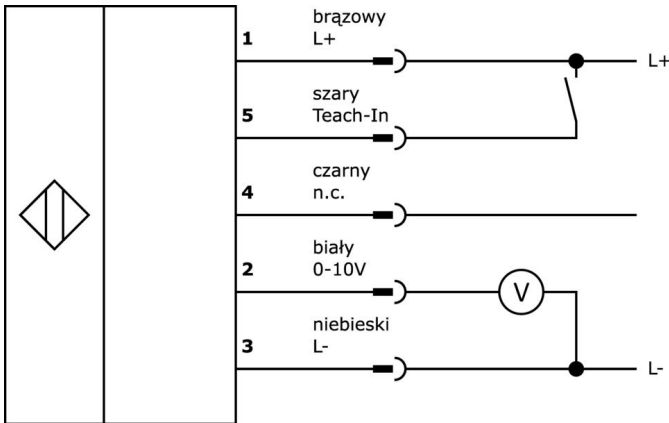 brązowy
1 L+ L+
szary
5 Teach-In
czarny
4 n.c.
biały
2 0-10V V
niebieski
3 L- L-